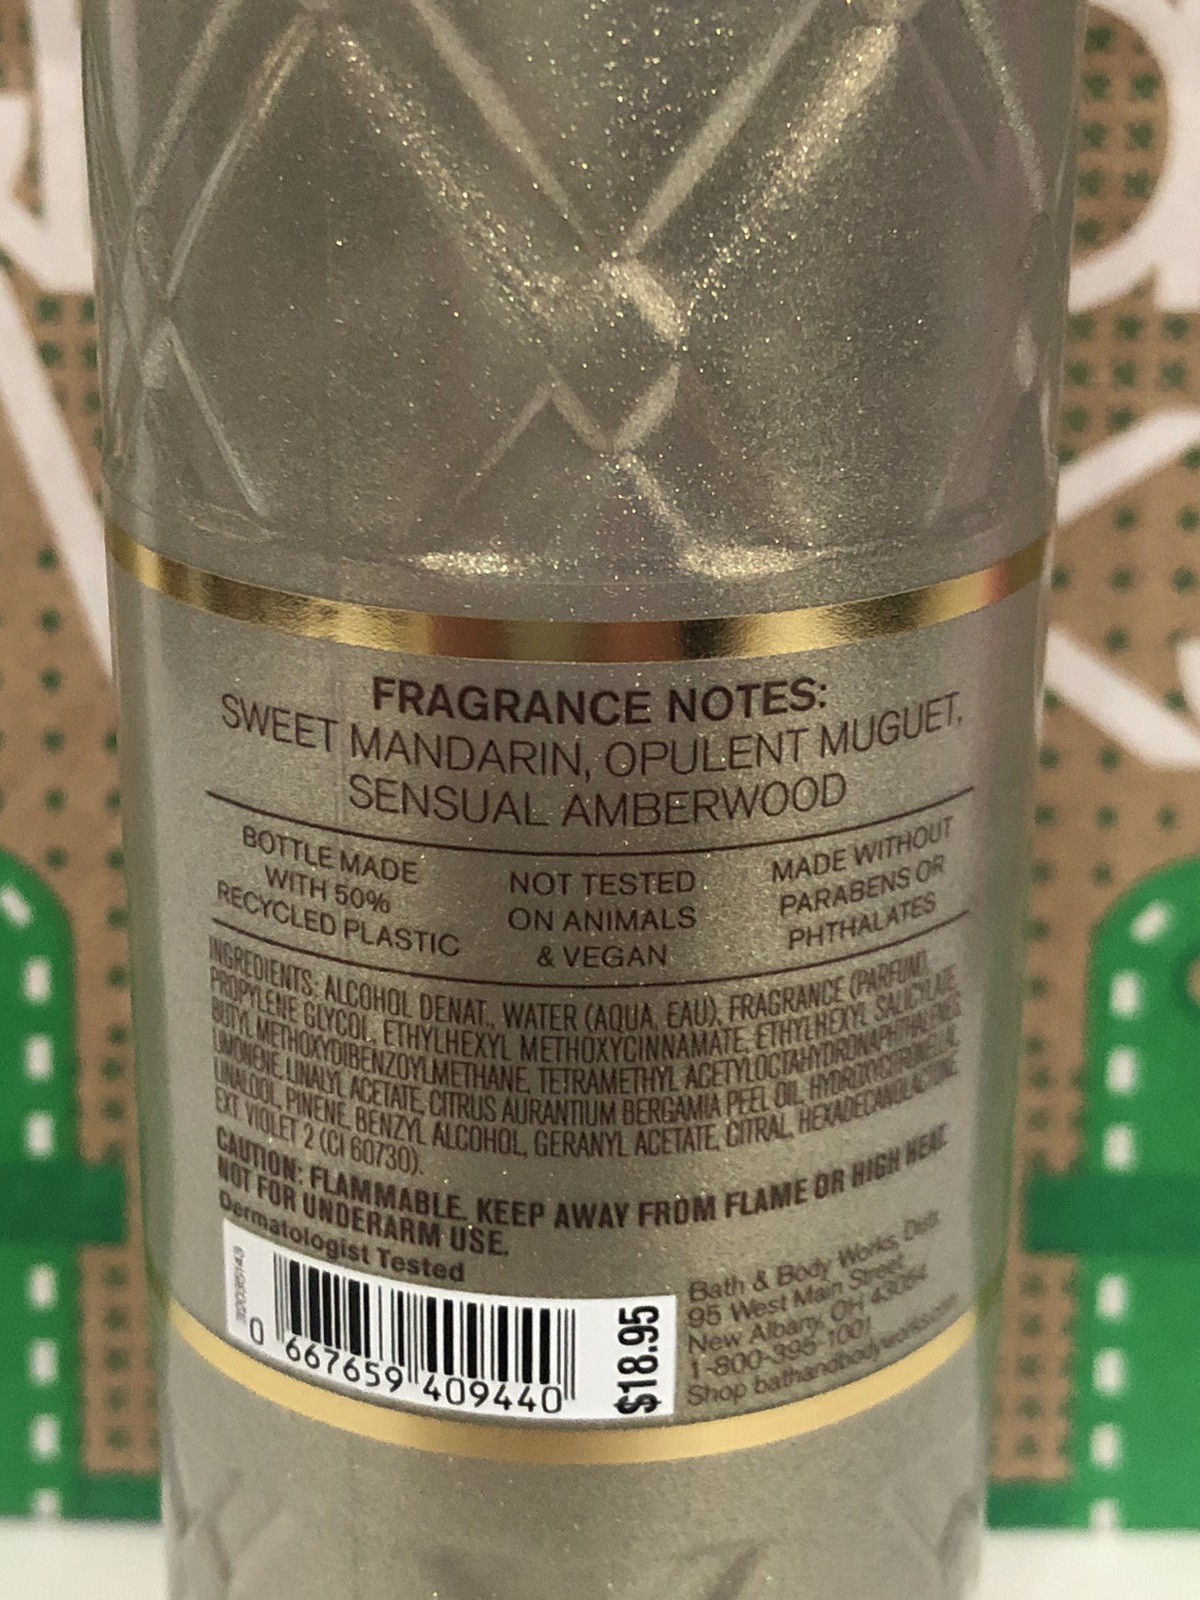 FRAGRANCE NOTES:
SWEET MANDARIN, OPULENT MUGUET,
SENSUAL AMBERWOOD
BOTTLE MADE
WITH 50%
RECYCLED PLASTIC
NOT TESTED
ON ANIMALS
& VEGAN
MADE WITHOUT
PARABENS OR
PHTHALATES
INGREDIENTS: ALCOHOL DENAT., WATER (AQUA, EAU), FRAGRANCE (PARFUM),
PROPYLENE GLYCOL, ETHYLHEXYL METHOXYCINNAMATE, ETHYLHEXYL SALICYLATE,
BUTYL METHOXYDIBENZOYLMETHANE, TETRAMETHYL ACETYLOCTAHYDRONAPHTHALENES,
LIMONENE, LINALYL ACETATE, CITRUS AURANTIUM BERGAMIA PEEL OIL, HYDROXYCITRONELLAL,
LINALOOL, PINENE, BENZYL ALCOHOL, GERANYL ACETATE, CITRAL, HEXADECANOLACTONE,
EXT. VIOLET 2 (CI 60730).
CAUTION: FLAMMABLE. KEEP AWAY FROM FLAME OR HIGH HEAT.
NOT FOR UNDERARM USE.
Dermatologist Tested
0 667659 409440
$18.95
Bath & Body Works, Distr.
95 West Main Street
New Albany, OH 43054
1-800-395-1001
Shop bathandbodyworks.com